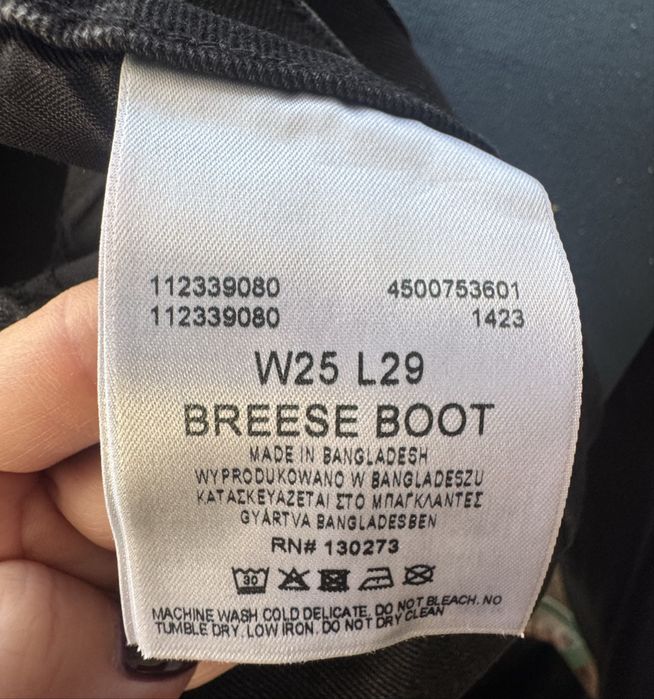 112339080 4500753601
112339080 1423
W25 L29
BREESE BOOT
MADE IN BANGLADESH
WYPRODUKOWANO W BANGLADESZU
ΚΑΤΑΣΚΕΥΑΖΕΤΑΙ ΣΤΟ ΜΠΑΓΚΛΑΝΤΕΣ
GYÁRTVA BANGLADESBEN
RN# 130273
30
MACHINE WASH COLD DELICATE. DO NOT BLEACH. NO
TUMBLE DRY. LOW IRON. DO NOT DRY CLEAN